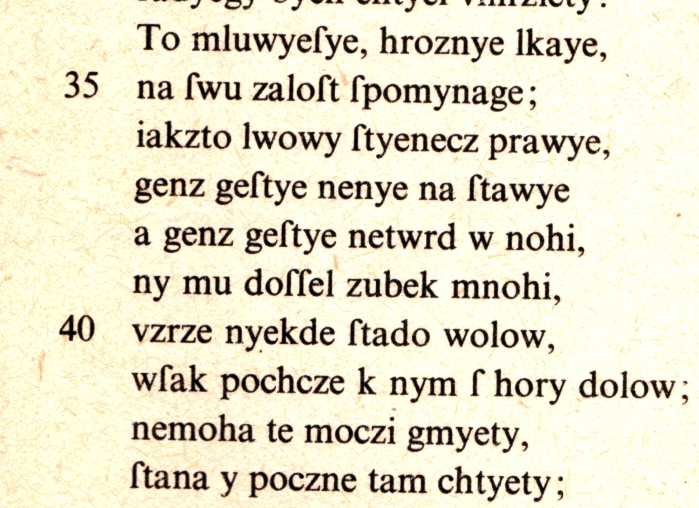 To mluwyeſye, hroznye lkaye,
35 na ſwu zaloſt ſpomynage;
iakzto lwowy ſtyenecz prawye,
genz geſtye nenye na ſtawye
a genz geſtye netwrd w nohi,
ny mu doſſel zubek mnohi,
40 vzrze nyekde ſtado wolow,
wſak pochcze k nym ſ hory dolow;
nemoha te moczi gmyety,
ſtana y poczne tam chtyety;